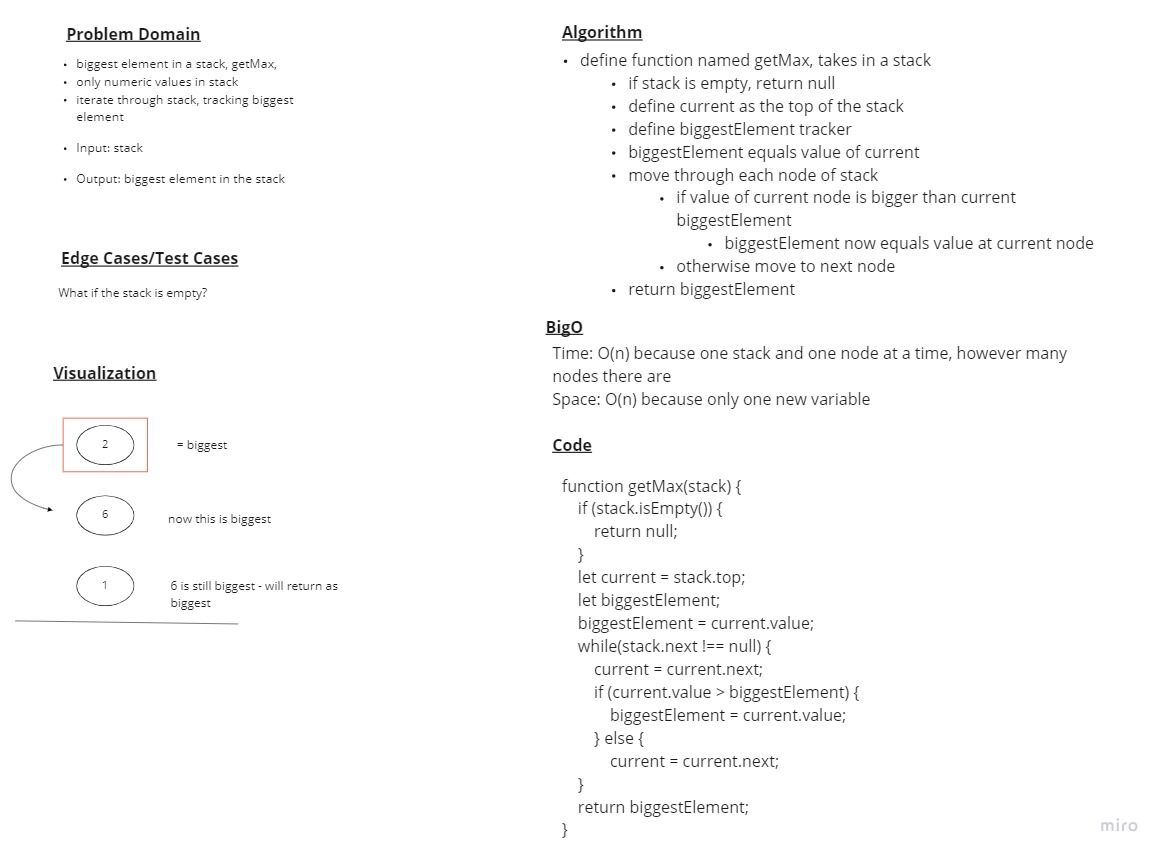 Problem Domain
• biggest element in a stack, getMax,
• only numeric values in stack
• iterate through stack, tracking biggest
element
• Input: stack
• Output: biggest element in the stack
Edge Cases/Test Cases
What if the stack is empty?
Visualization
2
= biggest
6
now this is biggest
1
6 is still biggest - will return as
biggest
Algorithm
• define function named getMax, takes in a stack
• if stack is empty, return null
• define current as the top of the stack
• define biggestElement tracker
• biggestElement equals value of current
• move through each node of stack
• if value of current node is bigger than current
biggestElement
• biggestElement now equals value at current node
• otherwise move to next node
• return biggestElement
BigO
Time: O(n) because one stack and one node at a time, however many
nodes there are
Space: O(n) because only one new variable
Code
function getMax(stack) {
if (stack.isEmpty()) {
return null;
}
let current = stack.top;
let biggestElement;
biggestElement = current.value;
while(stack.next !== null) {
current = current.next;
if (current.value > biggestElement) {
biggestElement = current.value;
} else {
current = current.next;
}
return biggestElement;
}
miro